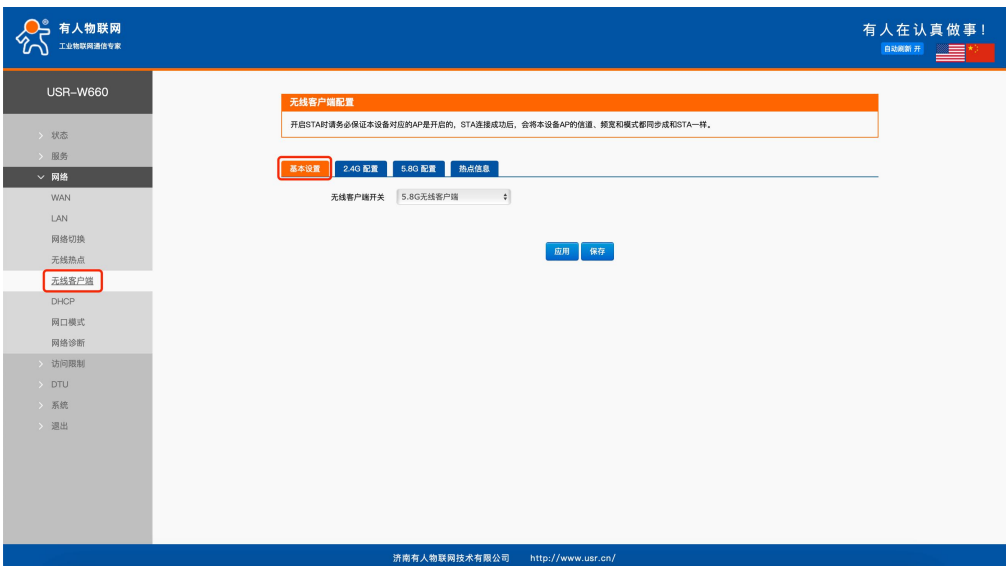 有人物联网
工业物联网通信专家
有人在认真做事！
自动刷新 开
USR-W660
状态
服务
网络
WAN
LAN
网络切换
无线热点
无线客户端
DHCP
网口模式
网络诊断
访问限制
DTU
系统
退出
无线客户端配置
开启STA时请务必保证本设备对应的AP是开启的，STA连接成功后，会将本设备AP的信道、频宽和模式都同步成和STA一样。
基本设置 2.4G 配置 5.8G 配置 热点信息
无线客户端开关 5.8G无线客户端
应用 保存
济南有人物联网技术有限公司 http://www.usr.cn/